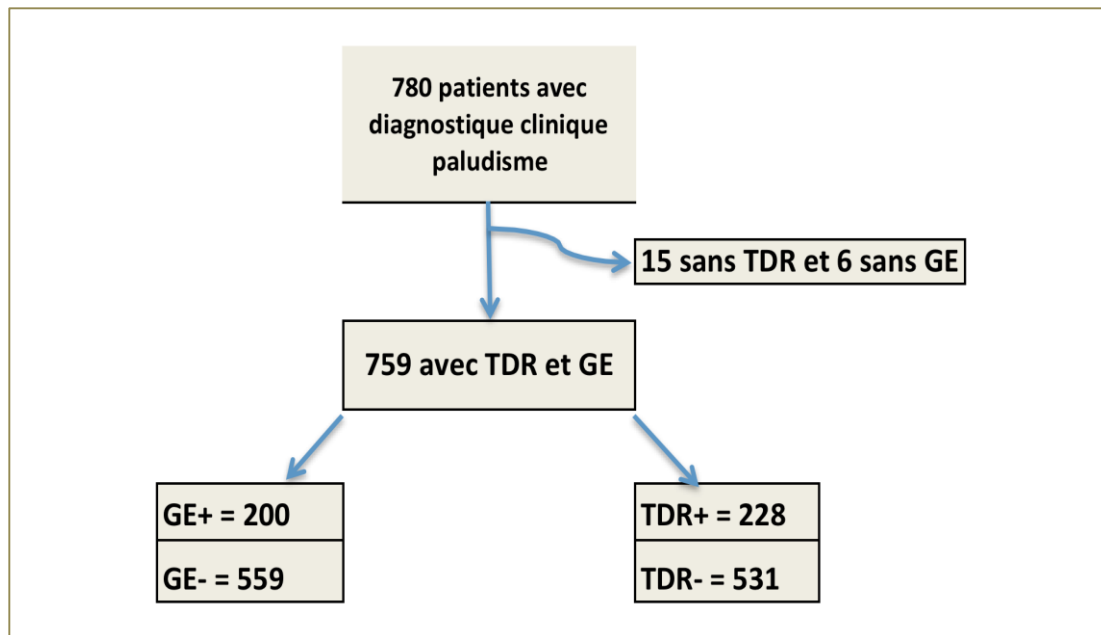 780 patients avec
diagnostique clinique
paludisme
15 sans TDR et 6 sans GE
759 avec TDR et GE
GE+ = 200
GE- = 559
TDR+ = 228
TDR- = 531